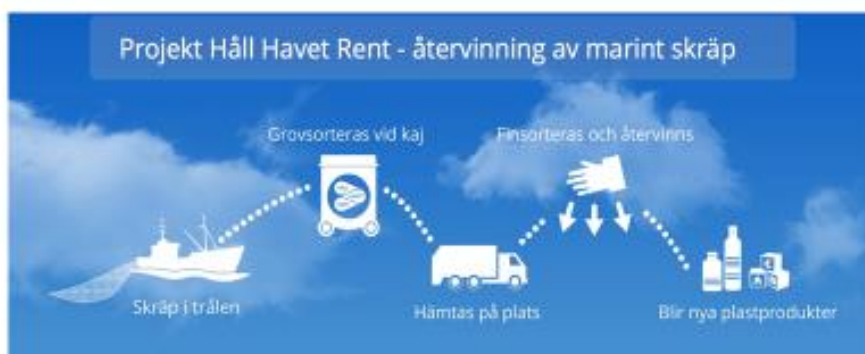 Projekt Håll Havet Rent - återvinning av marint skräp
Grovsorteras vid kaj
Finsorteras och återvinns
Skräp i trålen
Hämtas på plats
Blir nya plastprodukter